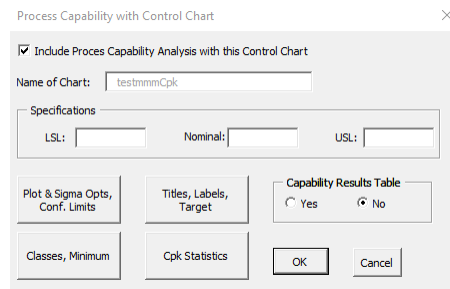 Process Capability with Control Chart
Include Proces Capability Analysis with this Control Chart
Name of Chart: testmmmCpk
Specifications
LSL: Nominal: USL:
Plot & Sigma Opts,
Conf. Limits
Titles, Labels,
Target
Capability Results Table
Yes No
Classes, Minimum
Cpk Statistics
OK
Cancel